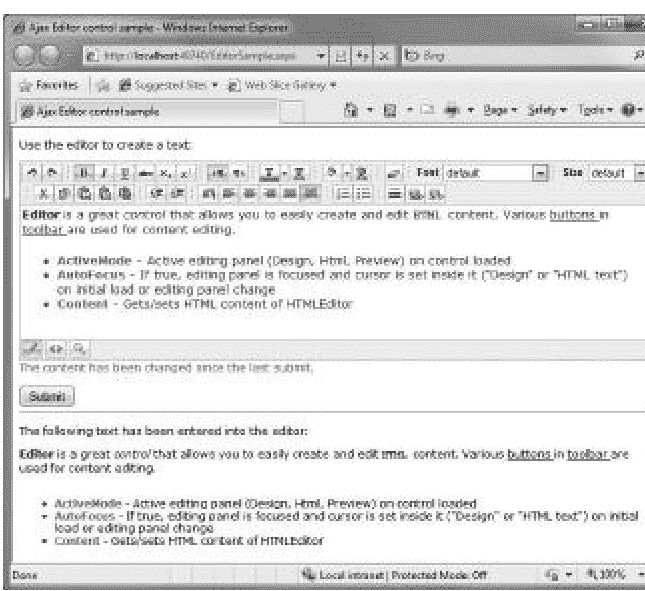 Ajax Editor control sample - Windows Internet Explorer
http://localhost:40740/EditorSample.aspx
Bing
Favorites Suggested Sites Web Slice Gallery
Ajax Editor control sample Page Safety Tools
Use the editor to create a text:
Font default Size default
Editor is a great control that allows you to easily create and edit HTML content. Various buttons in
toolbar are used for content editing.
• ActiveMode - Active editing panel (Design, Html, Preview) on control loaded
• AutoFocus - If true, editing panel is focused and cursor is set inside it ("Design" or "HTML text")
on initial load or editing panel change
• Content - Gets/sets HTML content of HTMLEditor
The content has been changed since the last submit.
Submit
The following text has been entered into the editor:
Editor is a great control that allows you to easily create and edit HTML content. Various buttons in toolbar are
used for content editing.
• ActiveMode - Active editing panel (Design, Html, Preview) on control loaded
• AutoFocus - If true, editing panel is focused and cursor is set inside it ("Design" or "HTML text") on initial
load or editing panel change
• Content - Gets/sets HTML content of HTMLEditor
Done Local intranet | Protected Mode: Off 100%